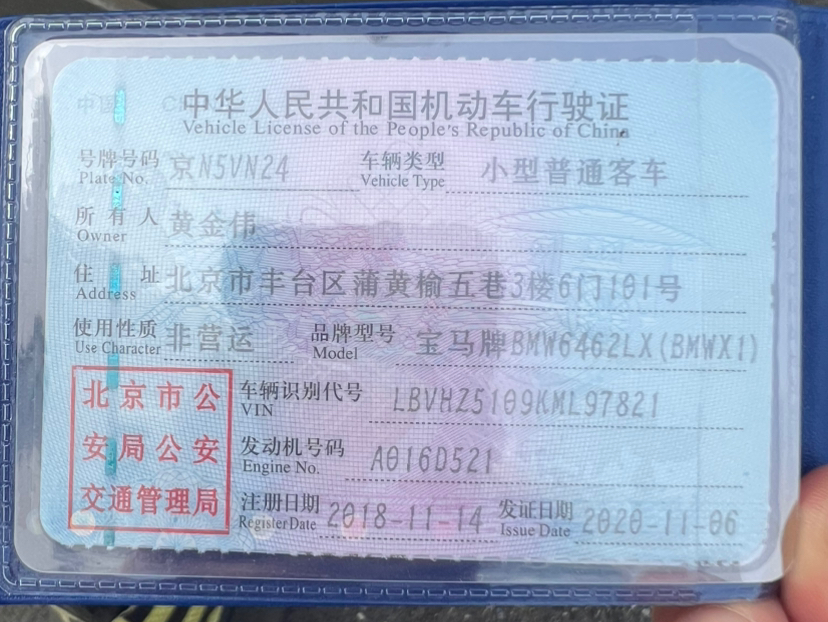 中华人民共和国机动车行驶证
Vehicle License of the People's Republic of China
号牌号码 京N5VN24 车辆类型 小型普通客车
Plate No. Vehicle Type
所有人 黄金伟
Owner
住址 北京市丰台区蒲黄榆五巷3楼6门101号
Address
使用性质 非营运 品牌型号 宝马牌BMW6462LX(BMWX1)
Use Character Model
北京市公
安局公安
交通管理局
车辆识别代号 LBVHZ5109KML97821
VIN
发动机号码 A016D521
Engine No.
注册日期 2018-11-14 发证日期 2020-11-06
Register Date Issue Date